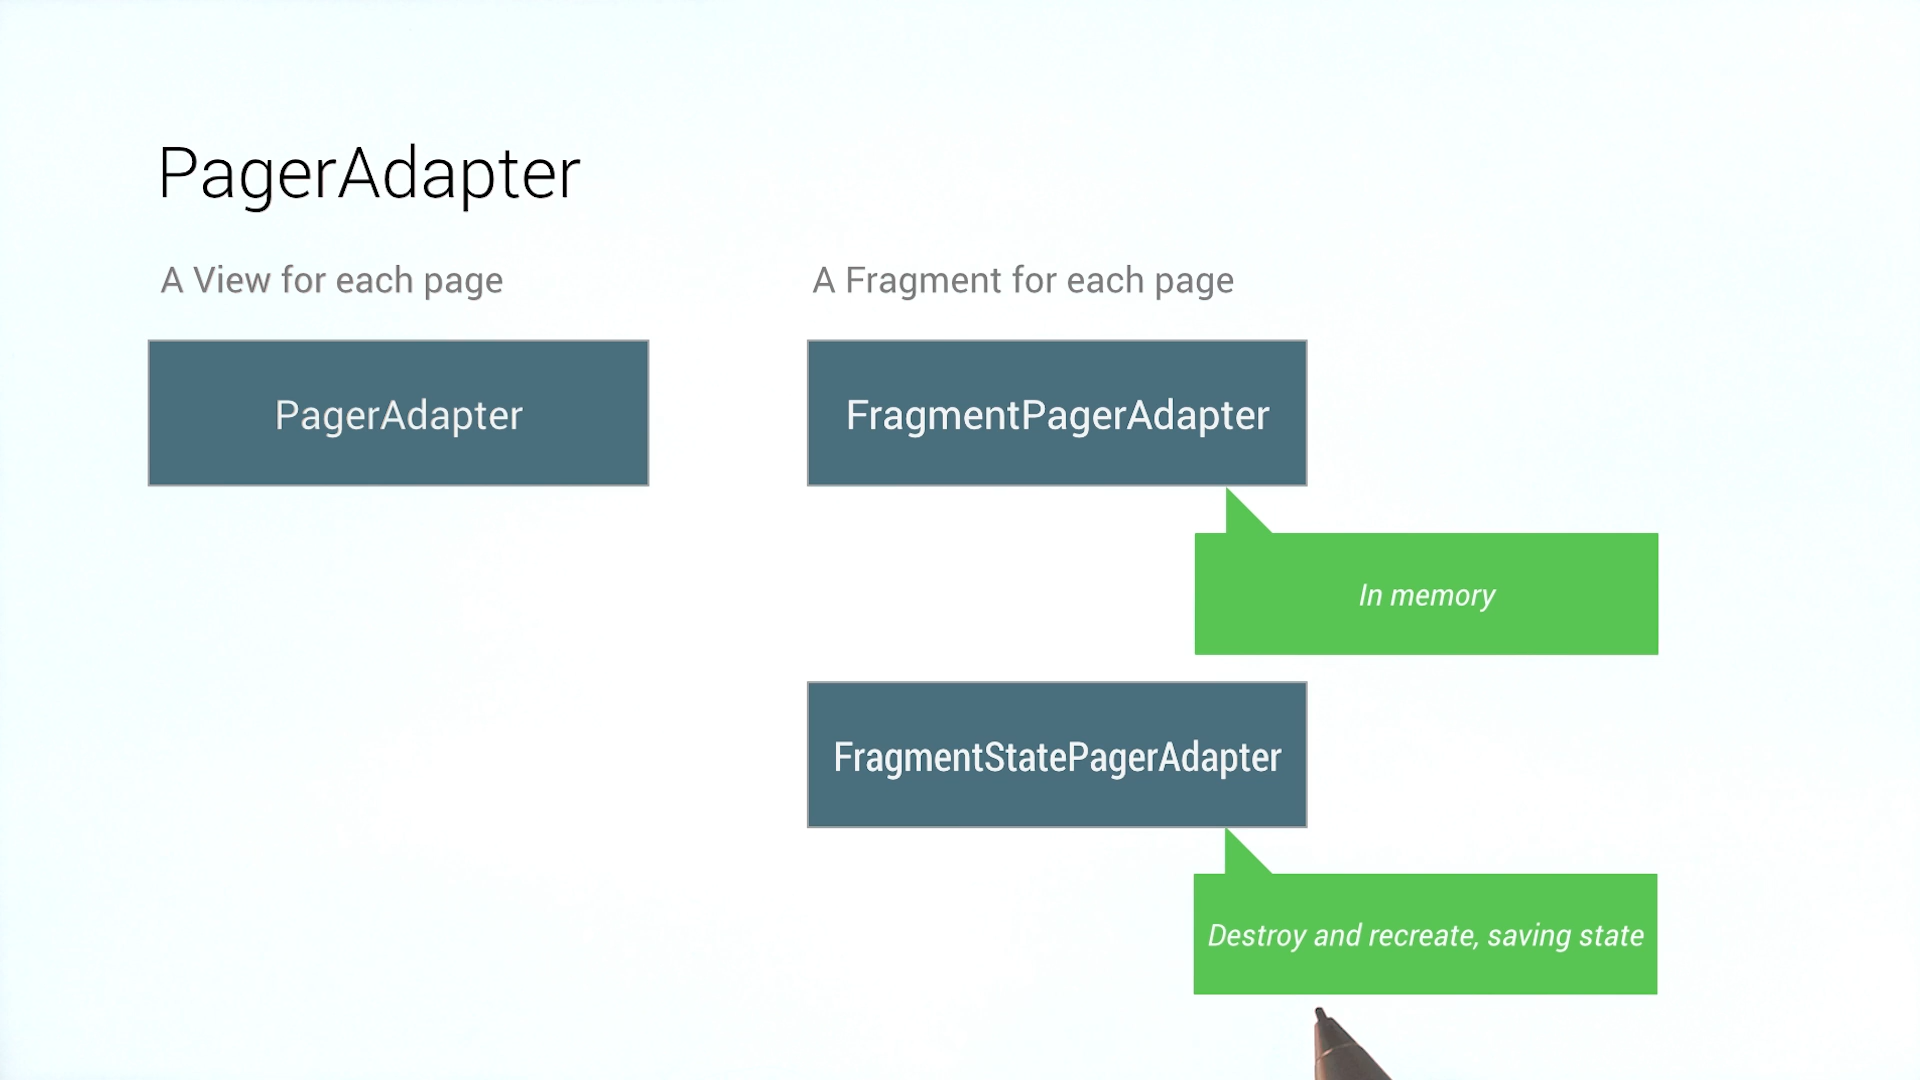 PagerAdapter
A View for each page
PagerAdapter
A Fragment for each page
FragmentPagerAdapter
In memory
FragmentStatePagerAdapter
Destroy and recreate, saving state